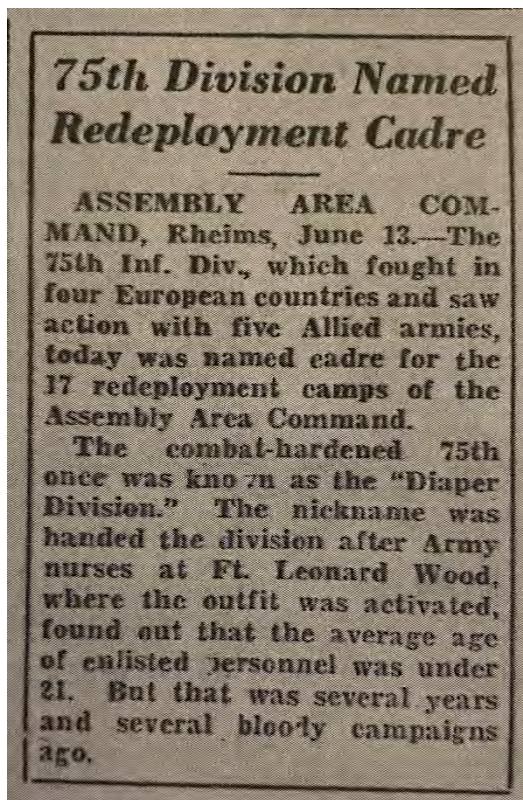 75th Division Named
Redeployment Cadre
ASSEMBLY AREA COM-
MAND, Rheims, June 13.—The
75th Inf. Div., which fought in
four European countries and saw
action with five Allied armies,
today was named cadre for the
17 redeployment camps of the
Assembly Area Command.
The combat-hardened 75th
once was known as the "Diaper
Division." The nickname was
handed the division after Army
nurses at Ft. Leonard Wood,
where the outfit was activated,
found out that the average age
of enlisted personnel was under
21. But that was several years
and several bloody campaigns
ago.